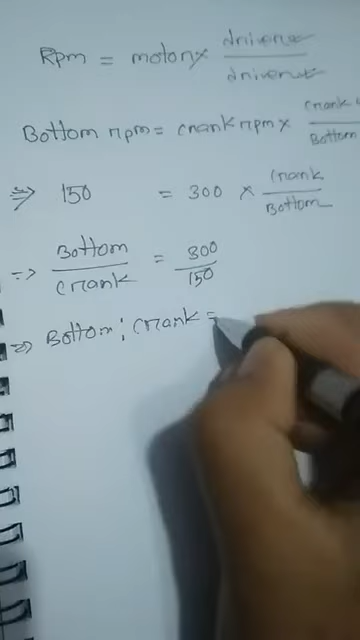 Rpm = motor× driver / driven
Bottom rpm = crank rpm× crank / Bottom
⇒ 150 = 300 × crank / Bottom
⇒ Bottom / crank = 300 / 150
⇒ Bottom : crank =